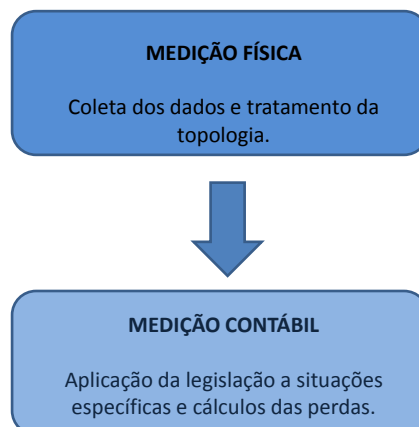 MEDIÇÃO FÍSICA
Coleta dos dados e tratamento da
topologia.
MEDIÇÃO CONTÁBIL
Aplicação da legislação a situações
específicas e cálculos das perdas.